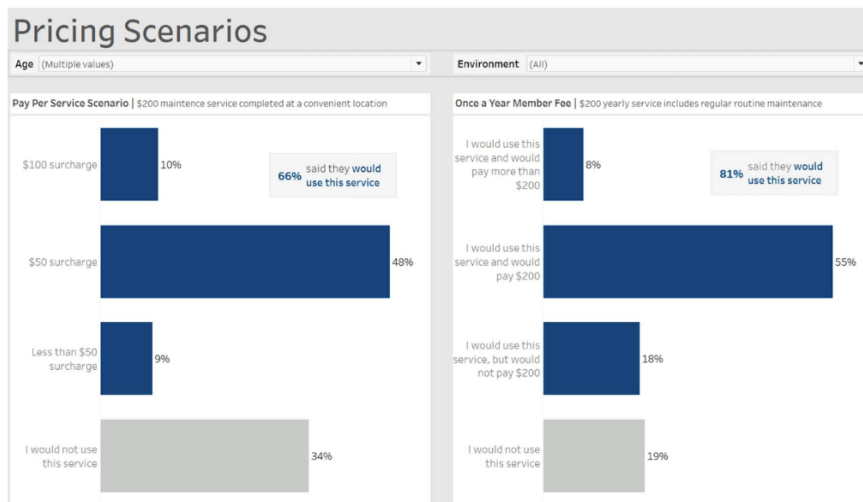 Pricing Scenarios
Age (Multiple values)
Environment (All)
Pay Per Service Scenario | $200 maintence service completed at a convenient location
$100 surcharge
10%
66% said they would
use this service
$50 surcharge
48%
Less than $50
surcharge
9%
I would not use
this service
34%
Once a Year Member Fee | $200 yearly service includes regular routine maintenance
I would use this
service and would
pay more than
$200
8%
81% said they would
use this service
I would use this
service and would
pay $200
55%
I would use this
service, but would
not pay $200
18%
I would not use
this service
19%